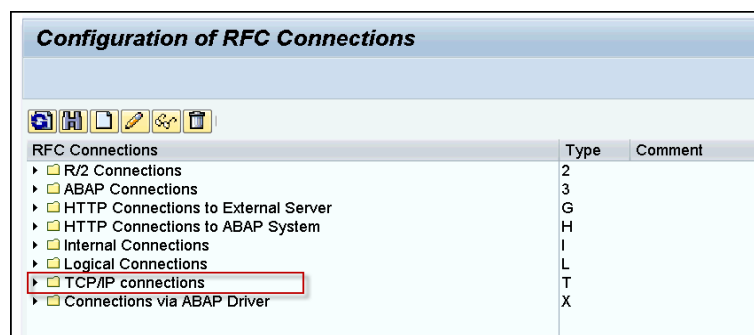 Configuration of RFC Connections
RFC Connections Type Comment
R/2 Connections 2
ABAP Connections 3
HTTP Connections to External Server G
HTTP Connections to ABAP System H
Internal Connections I
Logical Connections L
TCP/IP connections T
Connections via ABAP Driver X